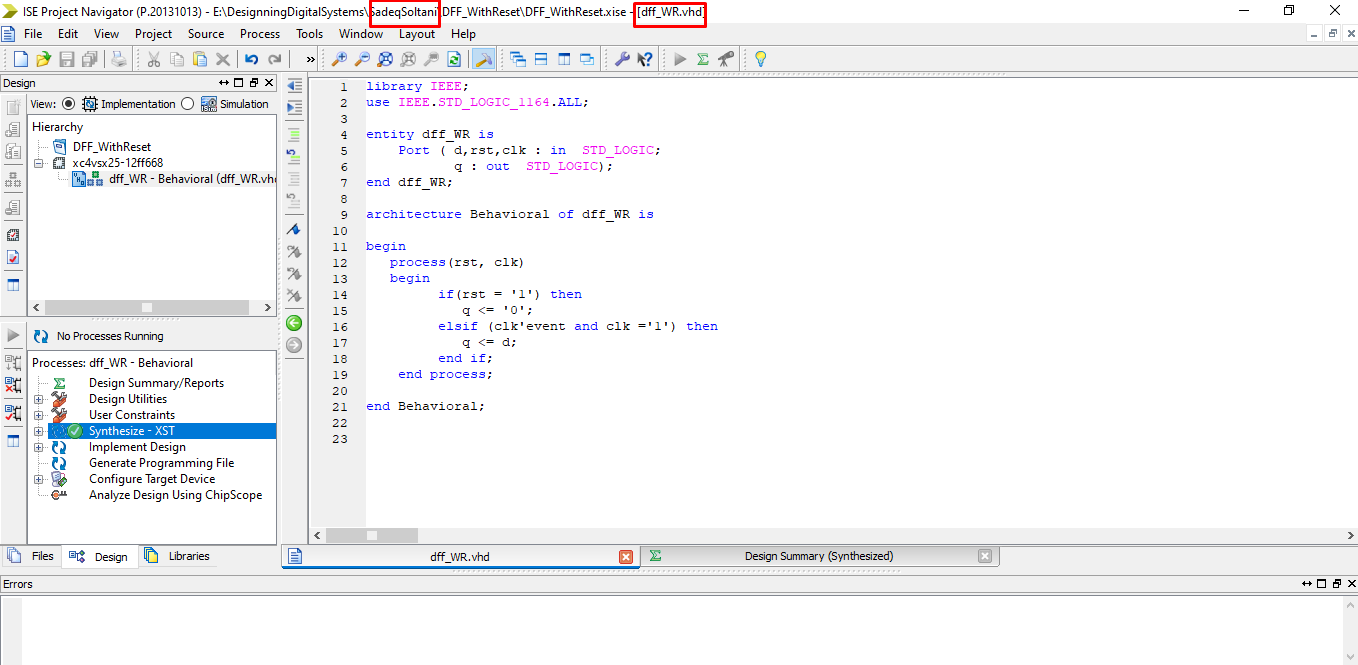 ISE Project Navigator (P.20131013) - E:\DesignningDigitalSystems\SadeqSoltani\DFF_WithReset\DFF_WithReset.xise - [dff_WR.vhd]
File Edit View Project Source Process Tools Window Layout Help
Design
View: Implementation Simulation
Hierarchy
DFF_WithReset
xc4vsx25-12ff668
dff_WR - Behavioral (dff_WR.vhd
No Processes Running
Processes: dff_WR - Behavioral
Design Summary/Reports
Design Utilities
User Constraints
Synthesize - XST
Implement Design
Generate Programming File
Configure Target Device
Analyze Design Using ChipScope
Files Design Libraries
1 library IEEE;
2 use IEEE.STD_LOGIC_1164.ALL;
3
4 entity dff_WR is
5 Port ( d,rst,clk : in STD_LOGIC;
6 q : out STD_LOGIC);
7 end dff_WR;
8
9 architecture Behavioral of dff_WR is
10
11 begin
12 process(rst, clk)
13 begin
14 if(rst = '1') then
15 q <= '0';
16 elsif (clk'event and clk ='1') then
17 q <= d;
18 end if;
19 end process;
20
21 end Behavioral;
22
23
dff_WR.vhd Design Summary (Synthesized)
Errors